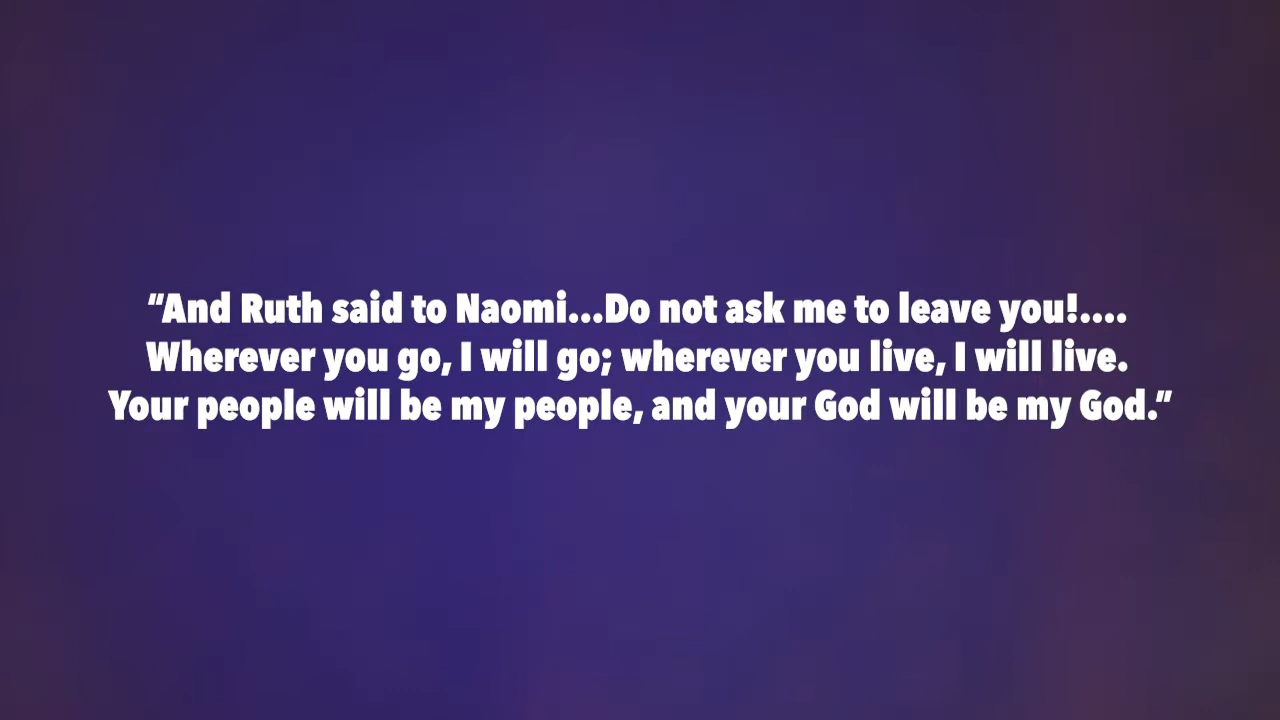 “And Ruth said to Naomi...Do not ask me to leave you!....
Wherever you go, I will go; wherever you live, I will live.
Your people will be my people, and your God will be my God.”